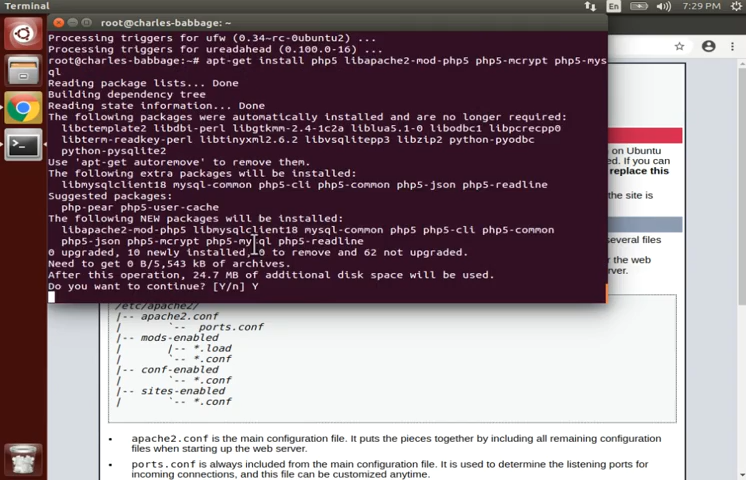 Terminal
En
7:29 PM
root@charles-babbage: ~
Processing triggers for ufw (0.34~rc-0ubuntu2) ...
Processing triggers for ureadahead (0.100.0-16) ...
root@charles-babbage:~# apt-get install php5 libapache2-mod-php5 php5-mcrypt php5-mys
ql
Reading package lists... Done
Building dependency tree
Reading state information... Done
The following packages were automatically installed and are no longer required:
libctemplate2 libdbi-perl libgtkmm-2.4-1c2a liblua5.1-0 libodbc1 libpcrecpp0
libterm-readkey-perl libtinyxml2.6.2 libvsqlitepp3 libzip2 python-pyodbc
python-pysqlite2
Use 'apt-get autoremove' to remove them.
The following extra packages will be installed:
libmysqlclient18 mysql-common php5-cli php5-common php5-json php5-readline
Suggested packages:
php-pear php5-user-cache
The following NEW packages will be installed:
libapache2-mod-php5 libmysqlclient18 mysql-common php5 php5-cli php5-common
php5-json php5-mcrypt php5-mysql php5-readline
0 upgraded, 10 newly installed, 0 to remove and 62 not upgraded.
Need to get 0 B/5,543 kB of archives.
After this operation, 24.7 MB of additional disk space will be used.
Do you want to continue? [Y/n] Y
on Ubuntu
ed. If you can
replace this
the site is
several files
or the web
erver.
/etc/apache2/
|-- apache2.conf
| `-- ports.conf
|-- mods-enabled
| |-- *.load
| `-- *.conf
|-- conf-enabled
| `-- *.conf
|-- sites-enabled
| `-- *.conf
• apache2.conf is the main configuration file. It puts the pieces together by including all remaining configuration
files when starting up the web server.
• ports.conf is always included from the main configuration file. It is used to determine the listening ports for
incoming connections, and this file can be customized anytime.